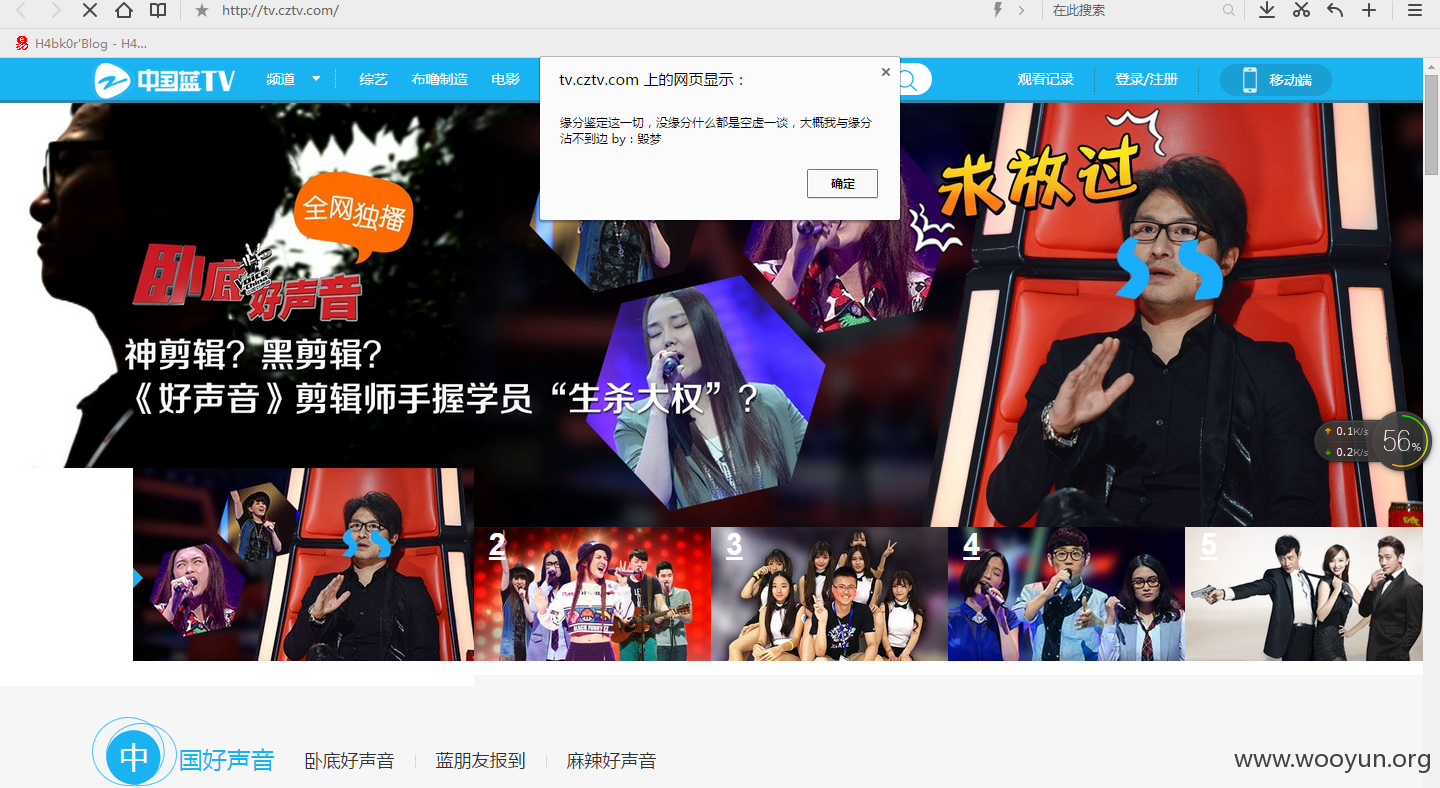 http://tv.cztv.com/
在此搜索
H4bk0r'Blog - H4...
中国蓝TV
频道
综艺
布噜制造
电影
观看记录
登录/注册
移动端
tv.cztv.com 上的网页显示：
缘分鉴定这一切，没缘分什么都是空虚一谈，大概我与缘分
沾不到边 by：毁梦
确定
求放过
全网独播
卧底
好声音
神剪辑？黑剪辑？
《好声音》剪辑师手握学员“生杀大权”？
0.1K/s
0.2K/s
56%
2
3
4
5
中国好声音
卧底好声音
蓝朋友报到
麻辣好声音
www.wooyun.org